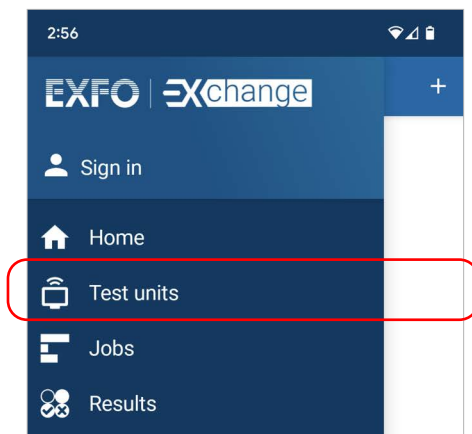 2:56
EXFO | EXchange
+
Sign in
Home
Test units
Jobs
Results